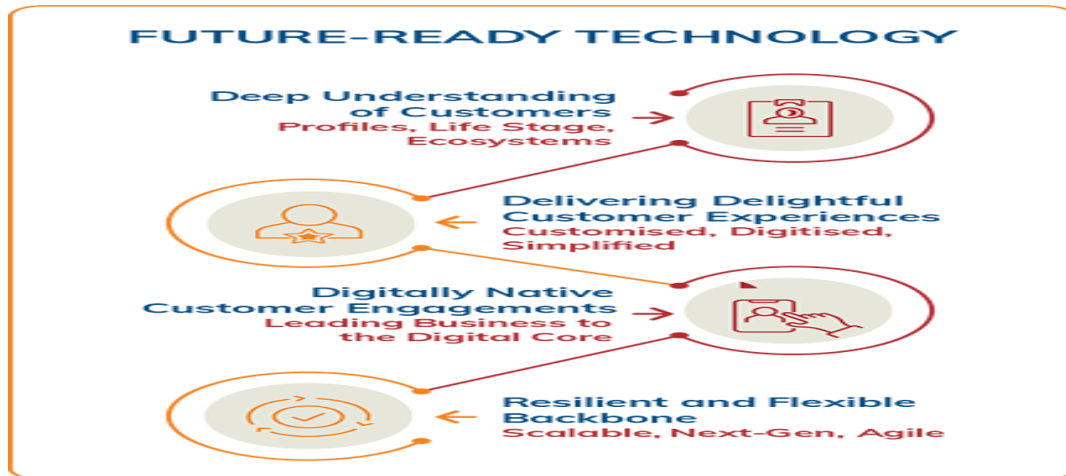 FUTURE-READY TECHNOLOGY
Deep Understanding
of Customers
Profiles, Life Stage,
Ecosystems
Delivering Delightful
Customer Experiences
Customised, Digitised,
Simplified
Digitally Native
Customer Engagements
Leading Business to
the Digital Core
Resilient and Flexible
Backbone
Scalable, Next-Gen, Agile